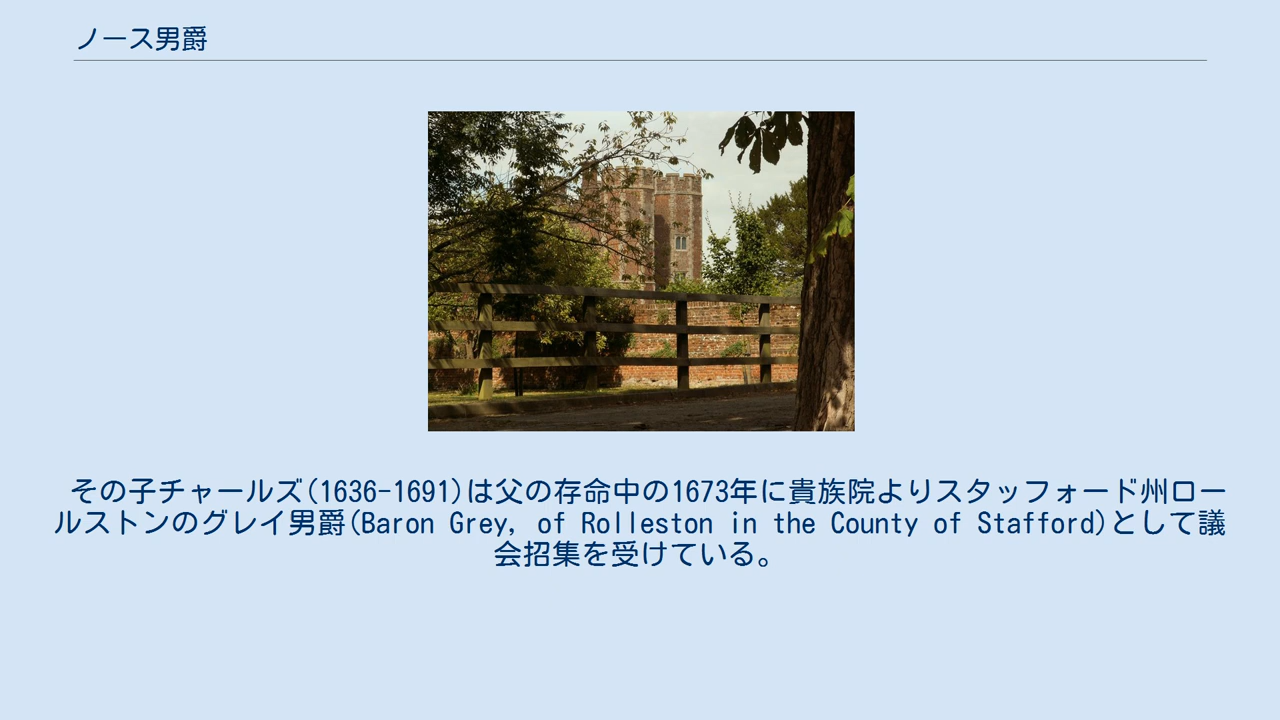 ノース男爵
その子チャールズ(1636-1691)は父の存命中の1673年に貴族院よりスタッフォード州ロー
ルストンのグレイ男爵(Baron Grey, of Rolleston in the County of Stafford)として議
会招集を受けている。